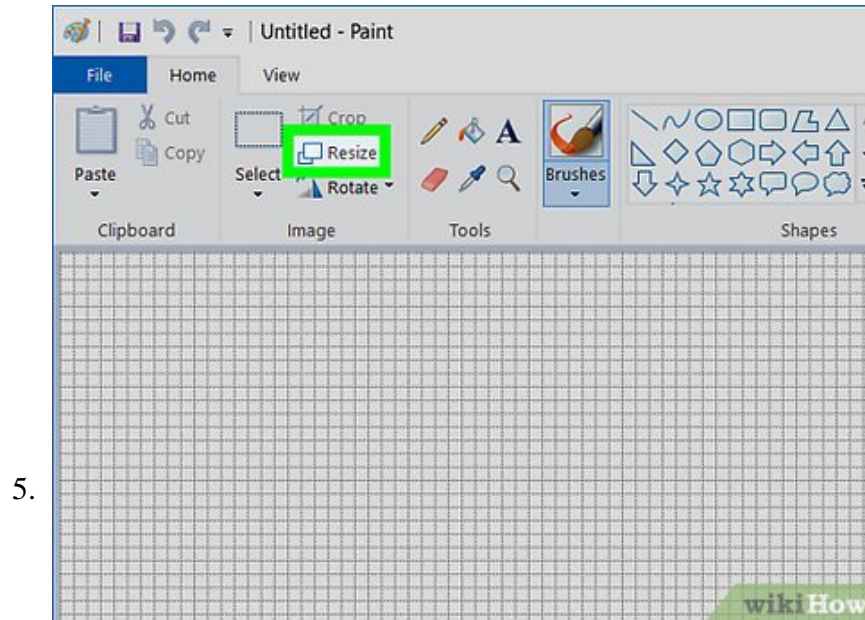 Untitled - Paint
File Home View
Cut
Copy
Paste
Crop
Resize
Select
Rotate
A
Brushes
Clipboard Image Tools Shapes
5.
wikiHow